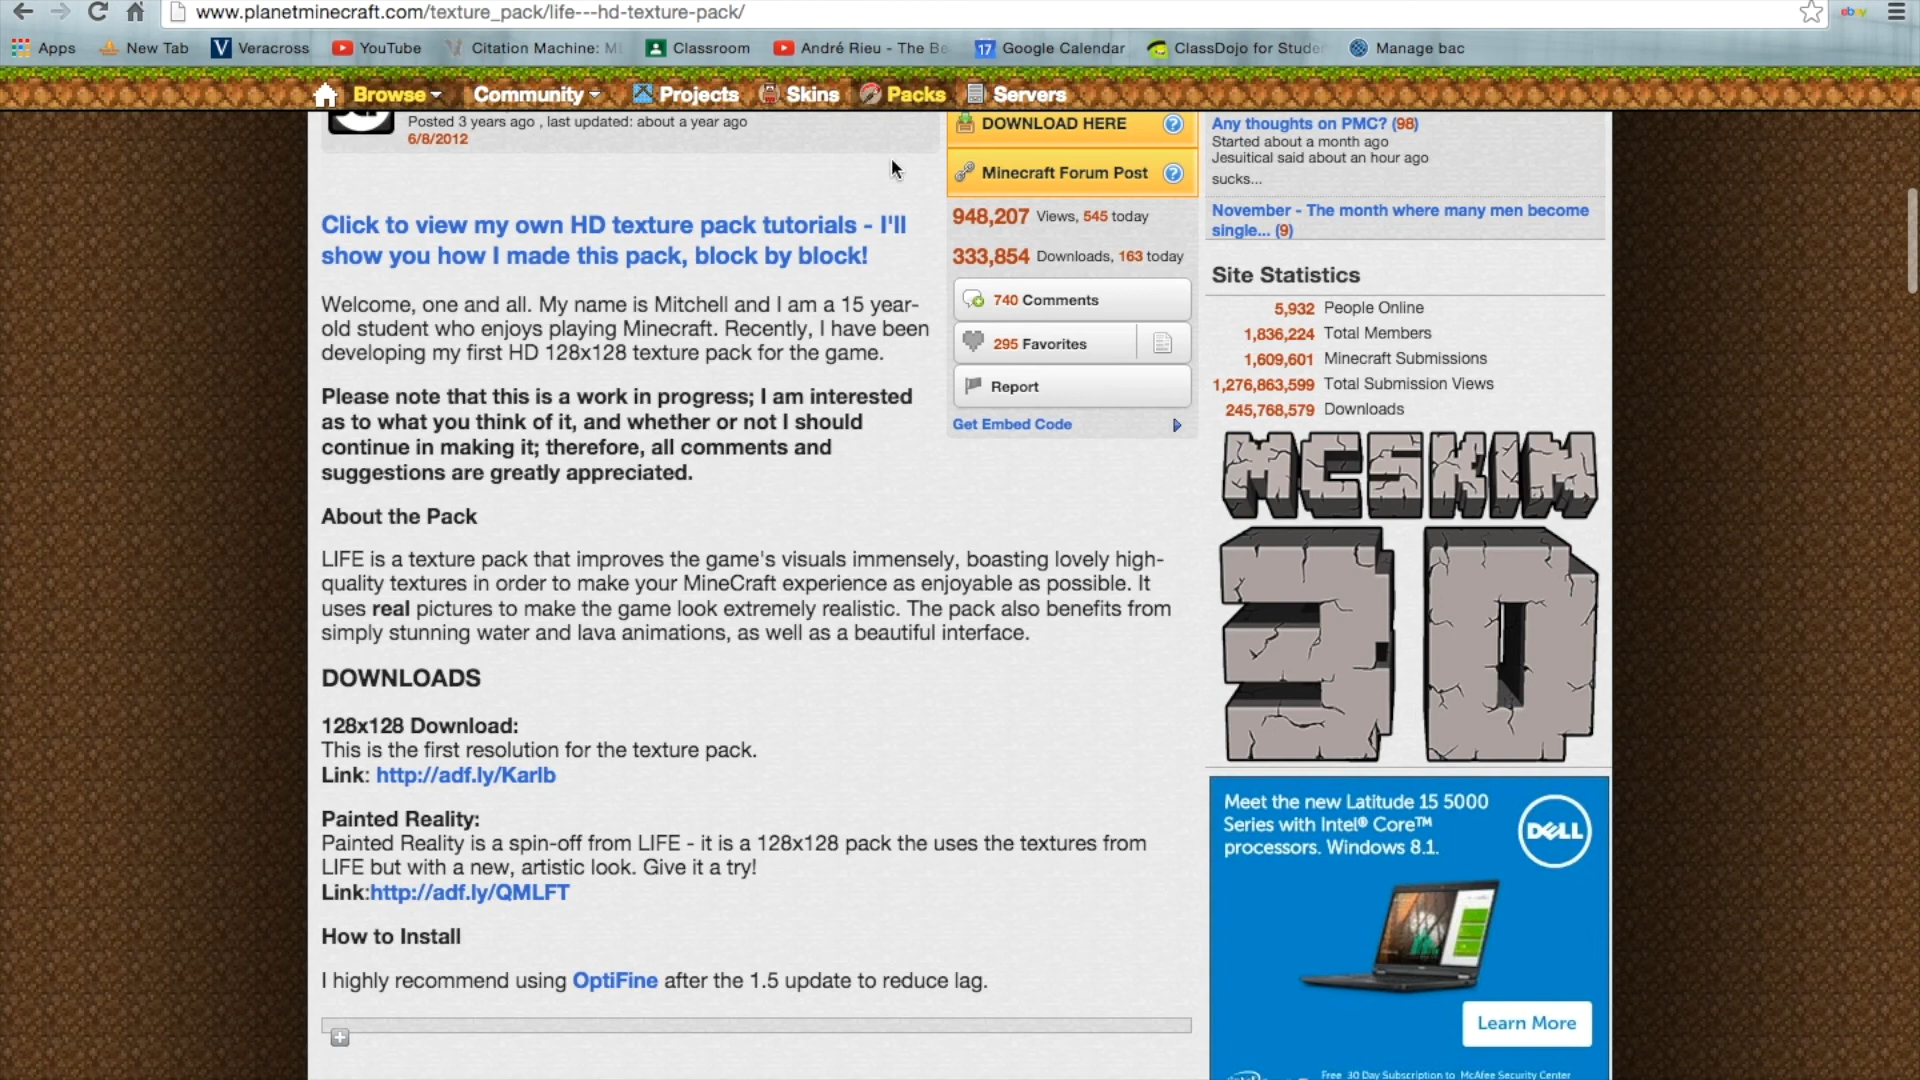 www.planetminecraft.com/texture_pack/life---hd-texture-pack/
ebay
Apps
New Tab
V Veracross
YouTube
Citation Machine: ML
Classroom
André Rieu - The Be
17 Google Calendar
ClassDojo for Studen
Manage bac
Browse
Community
Projects
Skins
Packs
Servers
Posted 3 years ago , last updated: about a year ago
6/8/2012
Click to view my own HD texture pack tutorials - I'll
show you how I made this pack, block by block!
Welcome, one and all. My name is Mitchell and I am a 15 year-
old student who enjoys playing Minecraft. Recently, I have been
developing my first HD 128x128 texture pack for the game.
Please note that this is a work in progress; I am interested
as to what you think of it, and whether or not I should
continue in making it; therefore, all comments and
suggestions are greatly appreciated.
About the Pack
LIFE is a texture pack that improves the game's visuals immensely, boasting lovely high-
quality textures in order to make your MineCraft experience as enjoyable as possible. It
uses real pictures to make the game look extremely realistic. The pack also benefits from
simply stunning water and lava animations, as well as a beautiful interface.
DOWNLOADS
128x128 Download:
This is the first resolution for the texture pack.
Link: http://adf.ly/Karlb
Painted Reality:
Painted Reality is a spin-off from LIFE - it is a 128x128 pack the uses the textures from
LIFE but with a new, artistic look. Give it a try!
Link:http://adf.ly/QMLFT
How to Install
I highly recommend using OptiFine after the 1.5 update to reduce lag.
DOWNLOAD HERE ?
Minecraft Forum Post ?
948,207 Views, 545 today
333,854 Downloads, 163 today
740 Comments
295 Favorites
Report
Get Embed Code
Any thoughts on PMC? (98)
Started about a month ago
Jesuitical said about an hour ago
sucks...
November - The month where many men become
single... (9)
Site Statistics
5,932 People Online
1,836,224 Total Members
1,609,601 Minecraft Submissions
1,276,863,599 Total Submission Views
245,768,579 Downloads
MCSKIN
3D
Meet the new Latitude 15 5000
Series with Intel® Core™
processors. Windows 8.1.
DELL
Learn More
Free 30 Day Subscription to McAfee Security Center